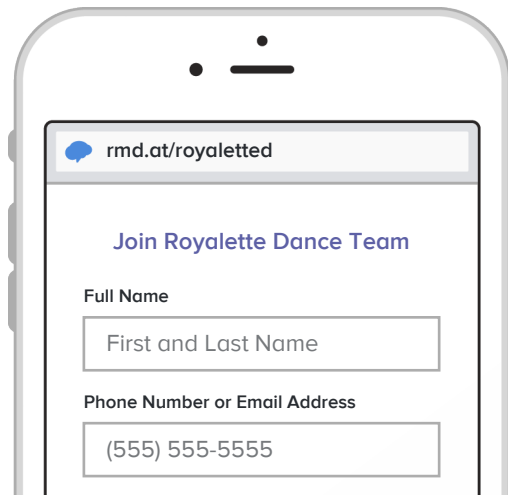 rmd.at/royaletted
Join Royalette Dance Team
Full Name
First and Last Name
Phone Number or Email Address
(555) 555-5555